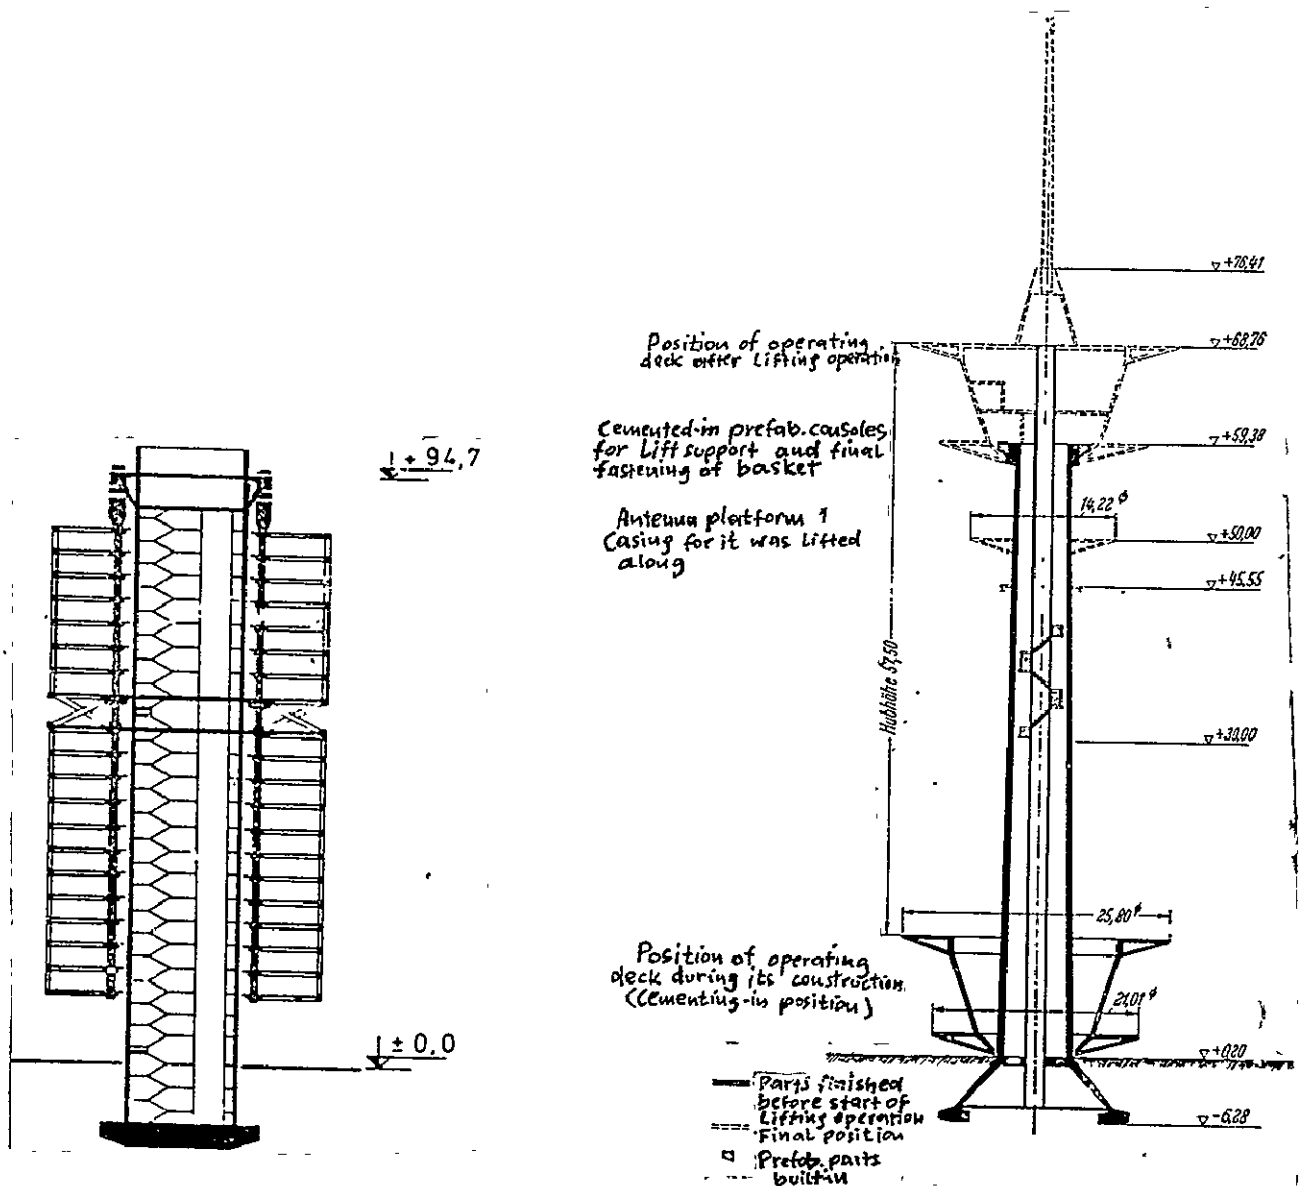 +76,41
Position of operating
deck after Lifting operation
+68,76
Cemented-in prefab. consoles
for Lift support and final
fastening of basket
+59,38
+94,7
14,22 ø
Antenna platform 1
Casing for it was Lifted
along
+50,00
+45,55
Hubhöhe 57,50
+30,00
25,80 ø
Position of operating
deck during its construction
(Cementing-in position)
21,01 ø
± 0,0
+0,20
Parts finished
before start of
Lifting operation
Final position
-6,28
Prefab. parts
built-in